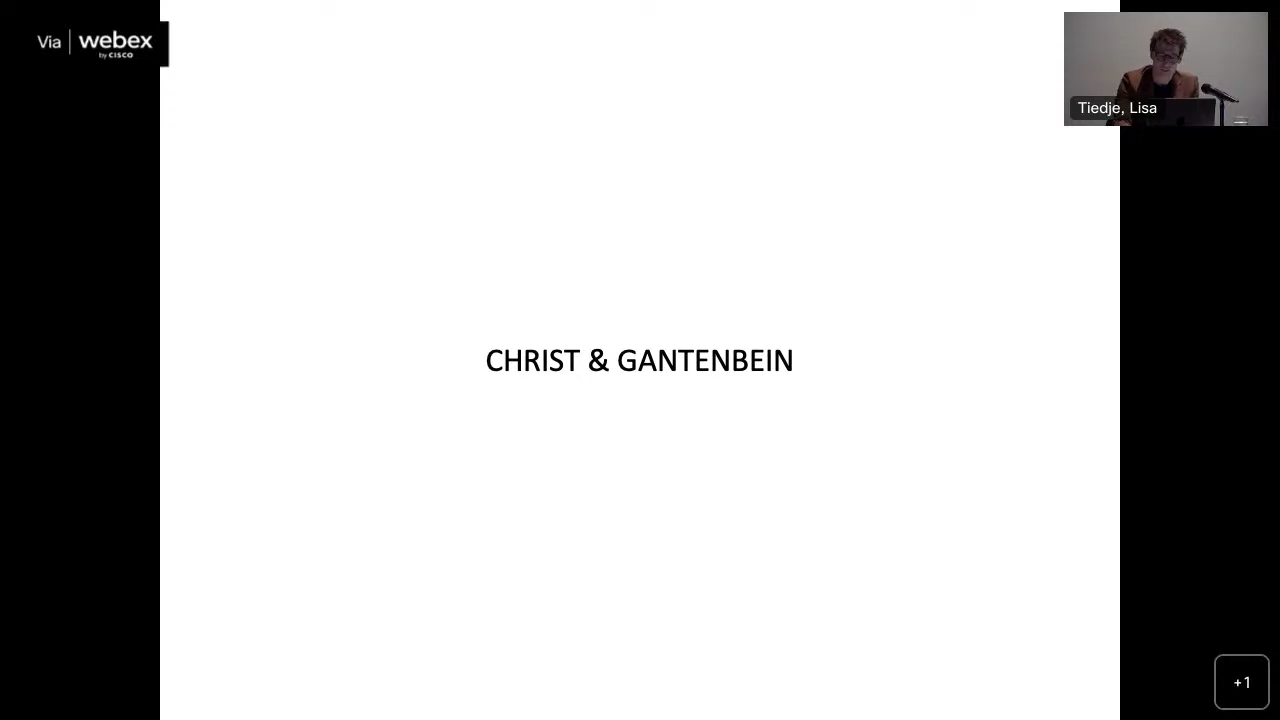 Via | webex
by CISCO
Tiedje, Lisa
CHRIST & GANTENBEIN
+1